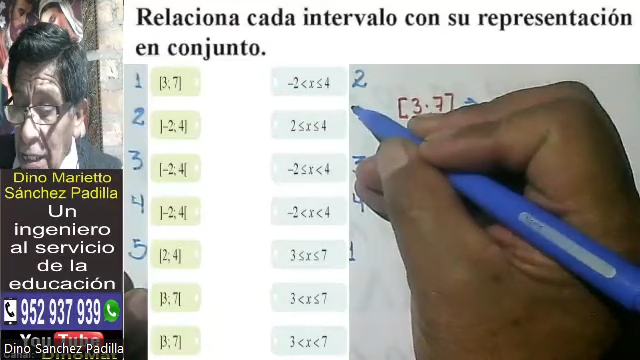 Relaciona cada intervalo con su representación
en conjunto.
1 [3; 7] −2 < x ≤ 4 2
2 ]−2; 4] 2 ≤ x ≤ 4
3 [−2; 4[ −2 ≤ x < 4 3
4 ]−2; 4[ −2 < x < 4 4
5 [2; 4] 3 ≤ x ≤ 7 1
]3; 7[ 3 < x ≤ 7
]3; 7] 3 < x < 7
[3; 7]
Dino Marietto
Sánchez Padilla
Un
ingeniero
al servicio
de la
educación
952 937 939
You Tube
Dino Sanchez Padilla